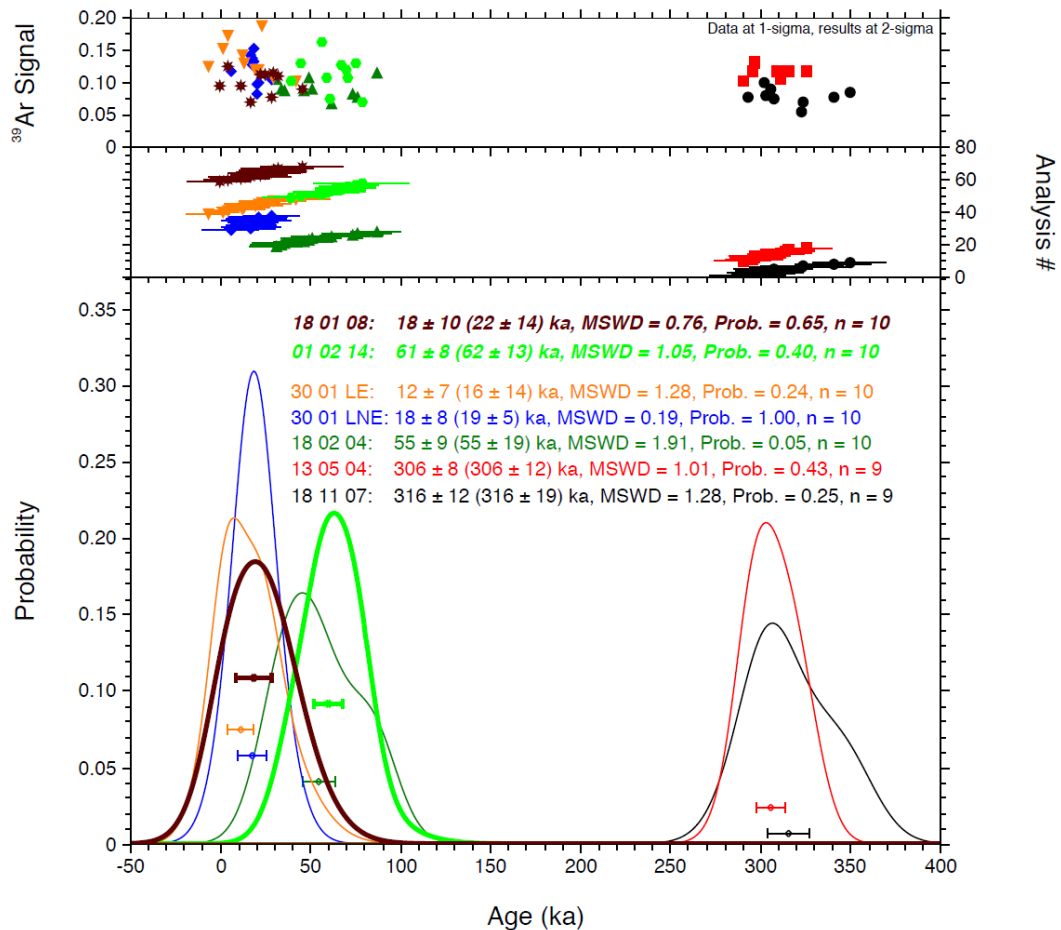 Data at 1-sigma, results at 2-sigma
³⁹Ar Signal
0.20
0.15
0.10
0.05
0
80
60
40
20
0
Analysis #
0.35
0.30
0.25
0.20
0.15
0.10
0.05
0
Probability
18 01 08: 18 ± 10 (22 ± 14) ka, MSWD = 0.76, Prob. = 0.65, n = 10
01 02 14: 61 ± 8 (62 ± 13) ka, MSWD = 1.05, Prob. = 0.40, n = 10
30 01 LE: 12 ± 7 (16 ± 14) ka, MSWD = 1.28, Prob. = 0.24, n = 10
30 01 LNE: 18 ± 8 (19 ± 5) ka, MSWD = 0.19, Prob. = 1.00, n = 10
18 02 04: 55 ± 9 (55 ± 19) ka, MSWD = 1.91, Prob. = 0.05, n = 10
13 05 04: 306 ± 8 (306 ± 12) ka, MSWD = 1.01, Prob. = 0.43, n = 9
18 11 07: 316 ± 12 (316 ± 19) ka, MSWD = 1.28, Prob. = 0.25, n = 9
-50 0 50 100 150 200 250 300 350 400
Age (ka)